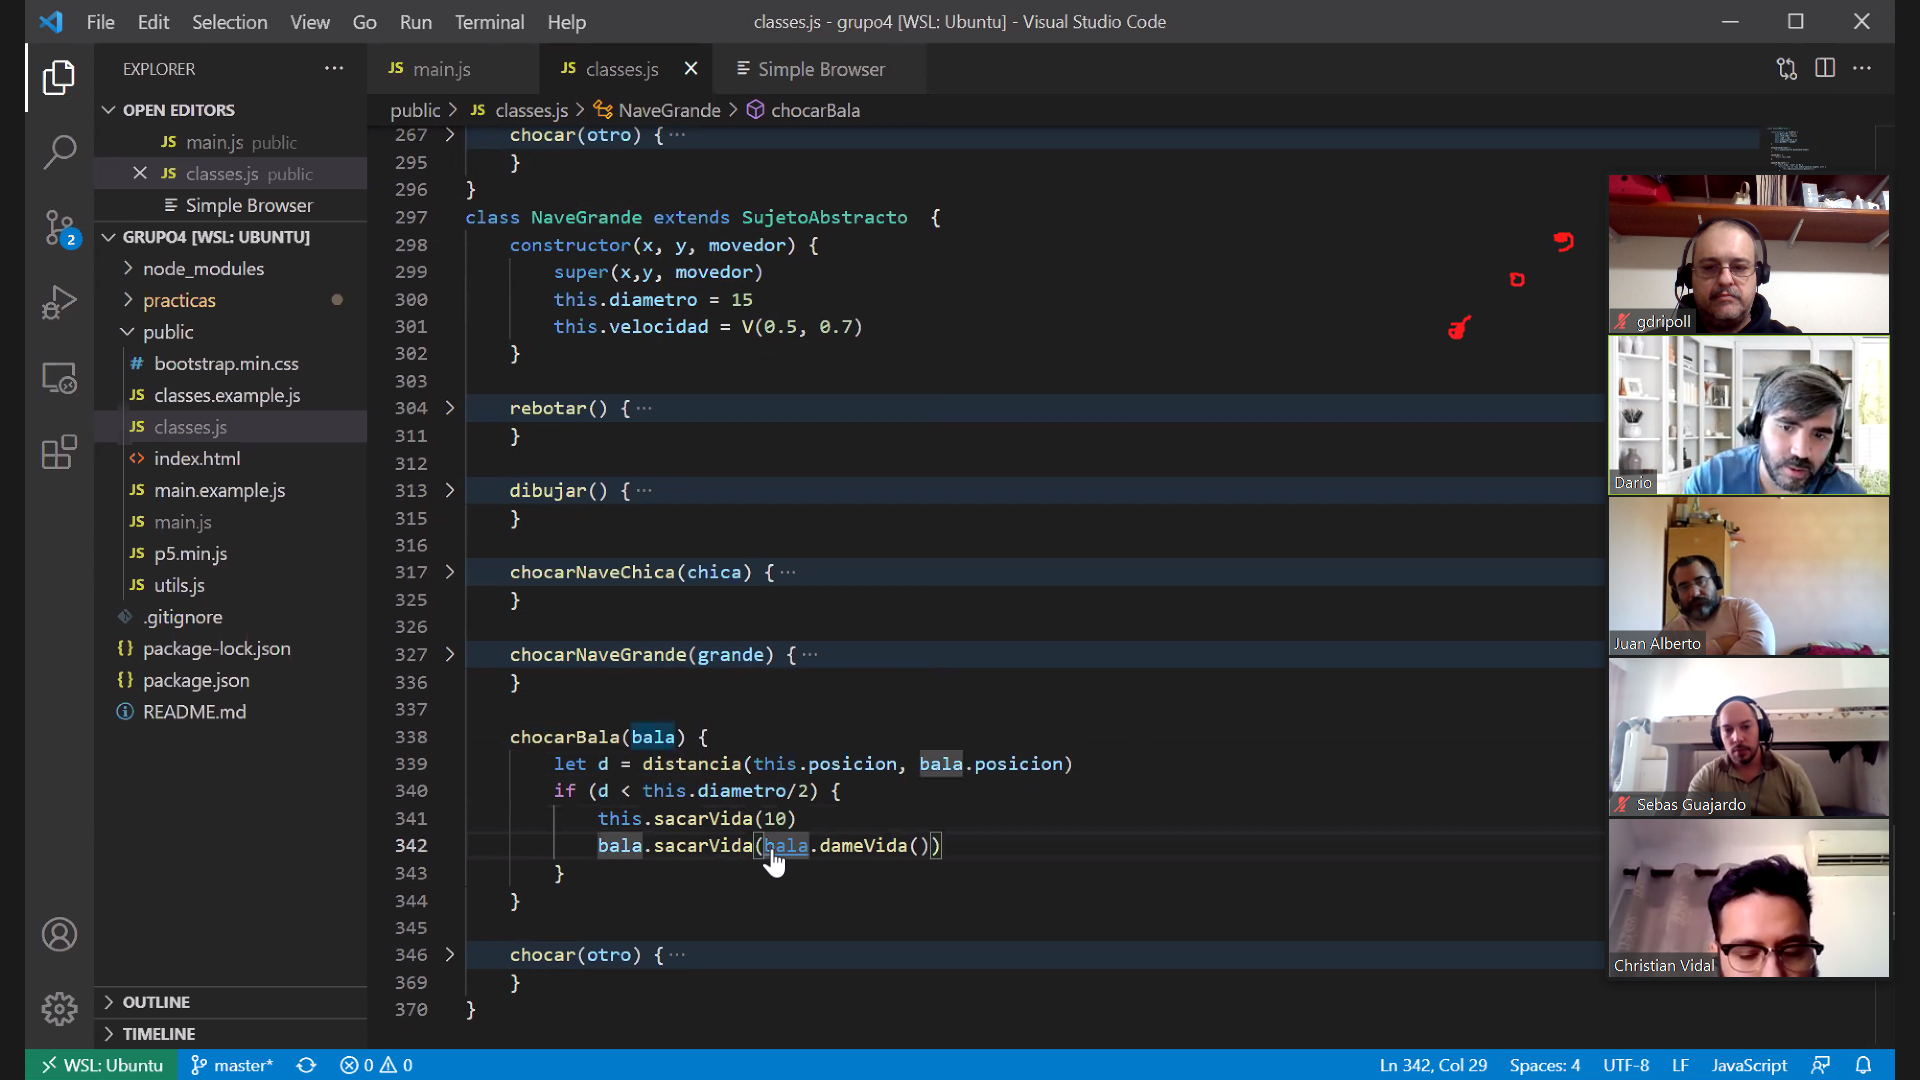 File Edit Selection View Go Run Terminal Help
classes.js - grupo4 [WSL: Ubuntu] - Visual Studio Code
EXPLORER
OPEN EDITORS
JS main.js public
JS classes.js public
Simple Browser
GRUPO4 [WSL: UBUNTU]
node_modules
practicas
public
# bootstrap.min.css
JS classes.example.js
JS classes.js
<> index.html
JS main.example.js
JS main.js
JS p5.min.js
JS utils.js
.gitignore
{} package-lock.json
{} package.json
README.md
OUTLINE
TIMELINE
2
JS main.js
JS classes.js
Simple Browser
public > JS classes.js > NaveGrande > chocarBala
267 chocar(otro) { ...
295 }
296 }
297 class NaveGrande extends SujetoAbstracto {
298 constructor(x, y, movedor) {
299 super(x,y, movedor)
300 this.diametro = 15
301 this.velocidad = V(0.5, 0.7)
302 }
303
304 rebotar() { ...
311 }
312
313 dibujar() { ...
315 }
316
317 chocarNaveChica(chica) { ...
325 }
326
327 chocarNaveGrande(grande) { ...
336 }
337
338 chocarBala(bala) {
339 let d = distancia(this.posicion, bala.posicion)
340 if (d < this.diametro/2) {
341 this.sacarVida(10)
342 bala.sacarVida(bala.dameVida())
343 }
344 }
345
346 chocar(otro) { ...
369 }
370 }
gdripoll
Dario
Juan Alberto
Sebas Guajardo
Christian Vidal
WSL: Ubuntu master* 0 0
Ln 342, Col 29 Spaces: 4 UTF-8 LF JavaScript